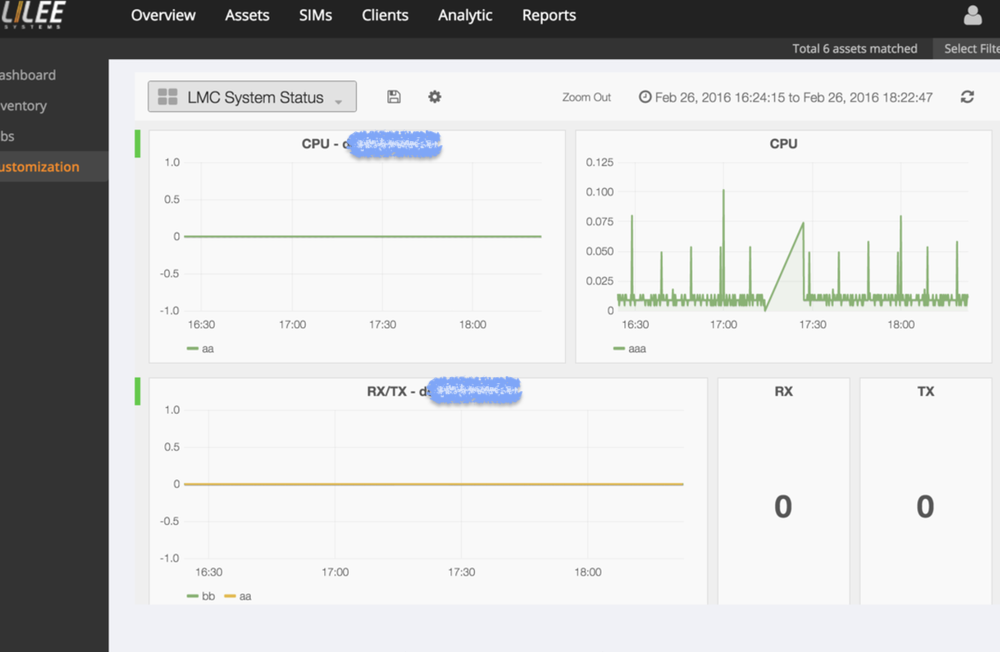 LILEE
SYSTEMS
Overview Assets SIMs Clients Analytic Reports
Total 6 assets matched Select Filte
ashboard
ventory
bs
ustomization
LMC System Status Zoom Out Feb 26, 2016 16:24:15 to Feb 26, 2016 18:22:47
CPU -
1.0
0.5
0
-0.5
-1.0
16:30 17:00 17:30 18:00
aa
CPU
0.125
0.100
0.075
0.050
0.025
0
16:30 17:00 17:30 18:00
aaa
RX/TX - d
1.0
0.5
0
-0.5
-1.0
16:30 17:00 17:30 18:00
bb aa
RX
0
TX
0